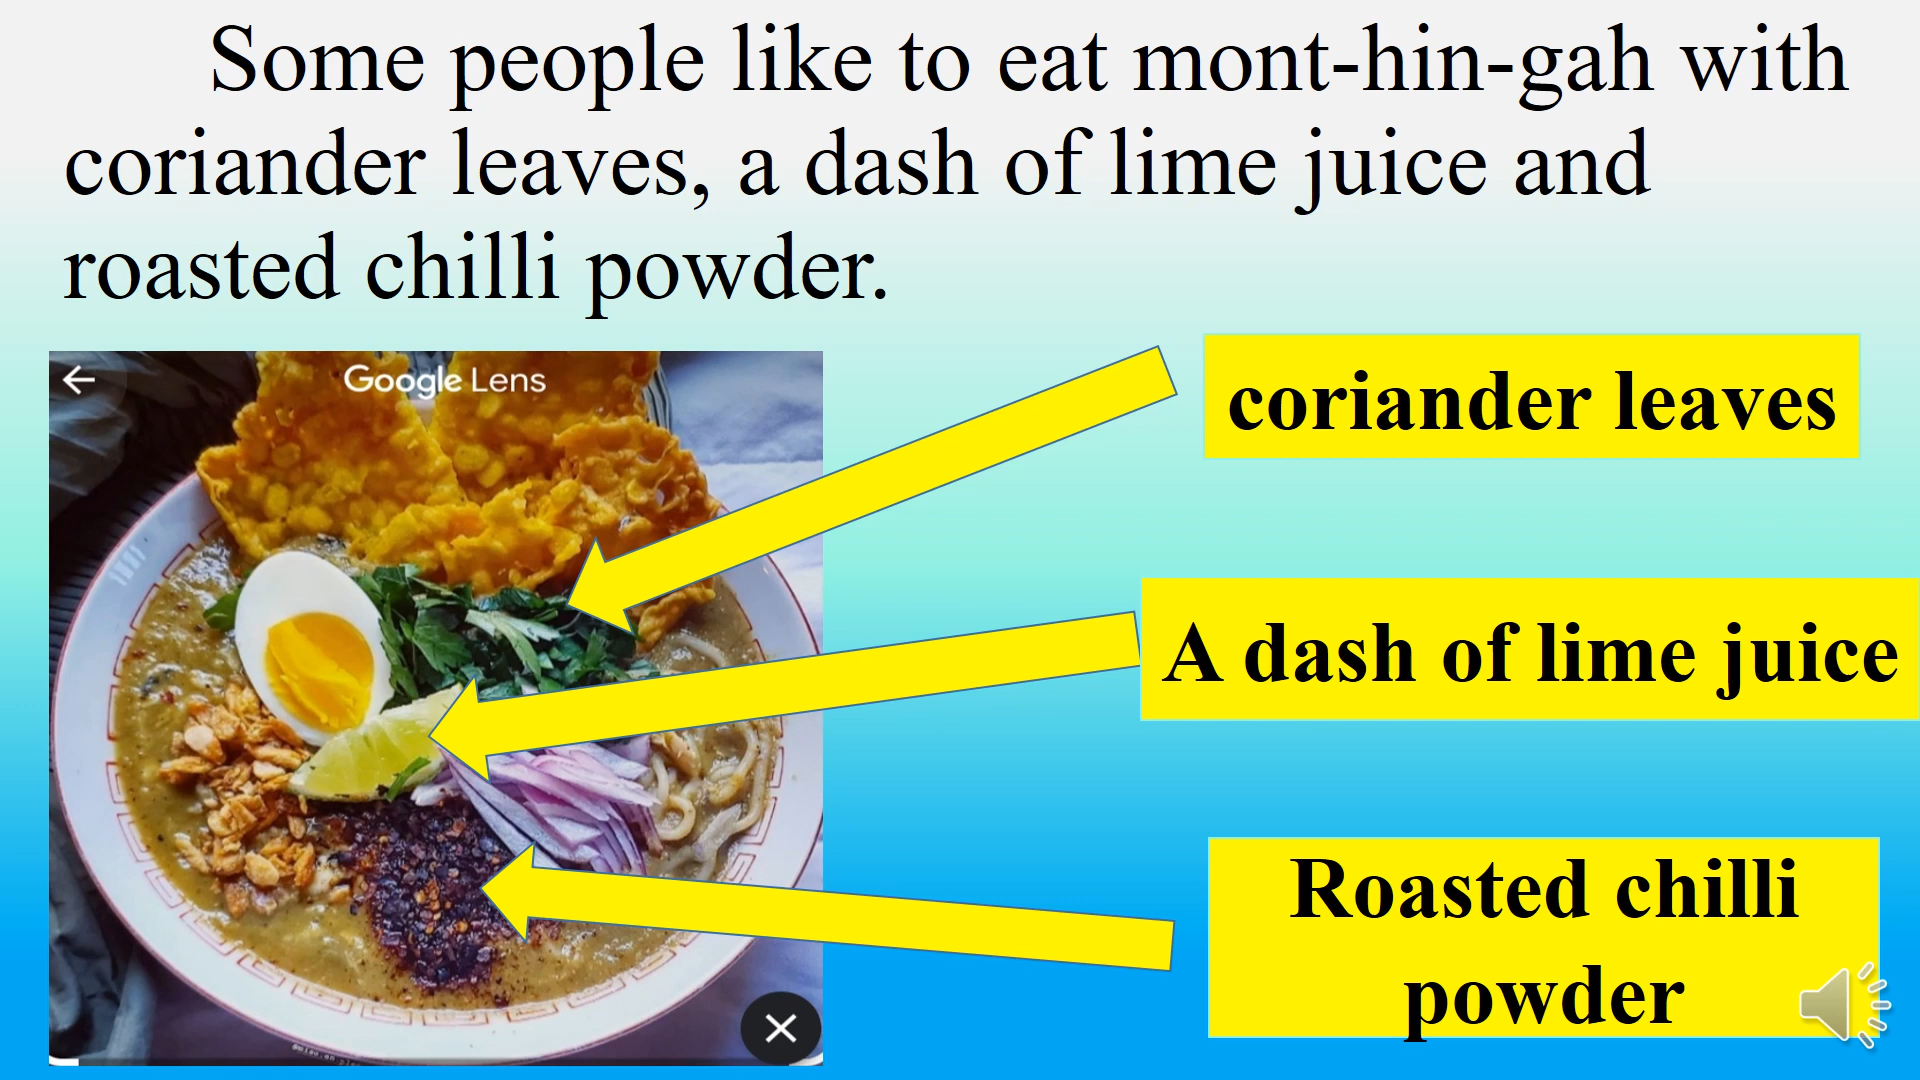 Some people like to eat mont-hin-gah with
coriander leaves, a dash of lime juice and
roasted chilli powder.
Google Lens
coriander leaves
A dash of lime juice
Roasted chilli
powder